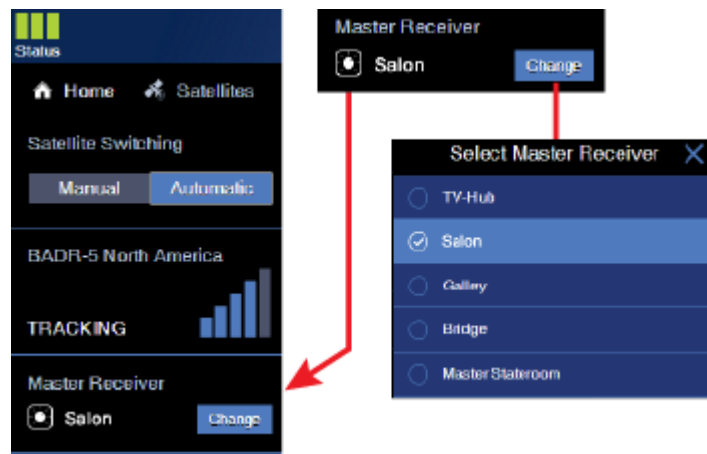 Status
Home Satellites
Satellite Switching
Manual Automatic
BADR-5 North America
TRACKING
Master Receiver
Salon Change
Master Receiver
Salon Change
Select Master Receiver
TV-Hub
Salon
Galley
Bridge
Master Stateroom